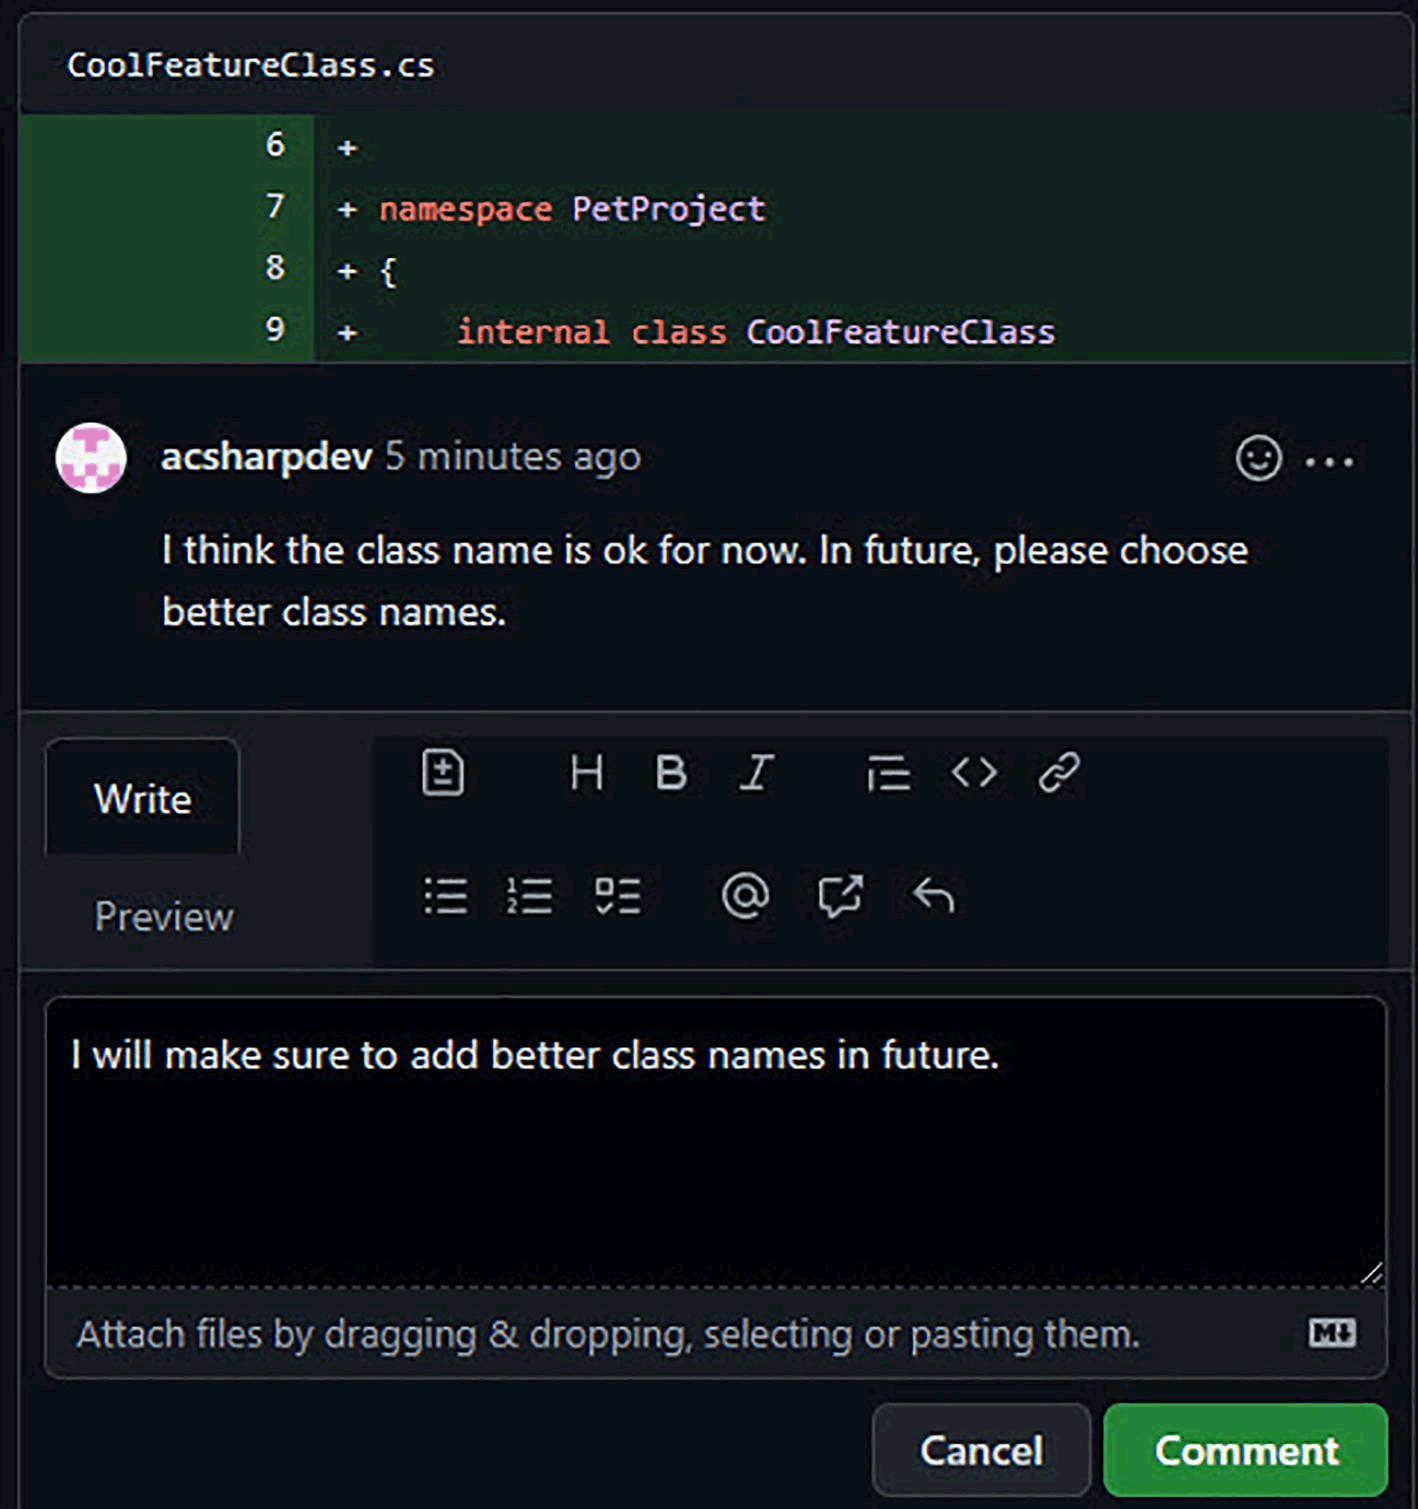 CoolFeatureClass.cs
6 +
7 + namespace PetProject
8 + {
9 +     internal class CoolFeatureClass
acsharpdev 5 minutes ago
I think the class name is ok for now. In future, please choose
better class names.
Write
H B I
Preview
I will make sure to add better class names in future.
Attach files by dragging & dropping, selecting or pasting them.
Cancel Comment